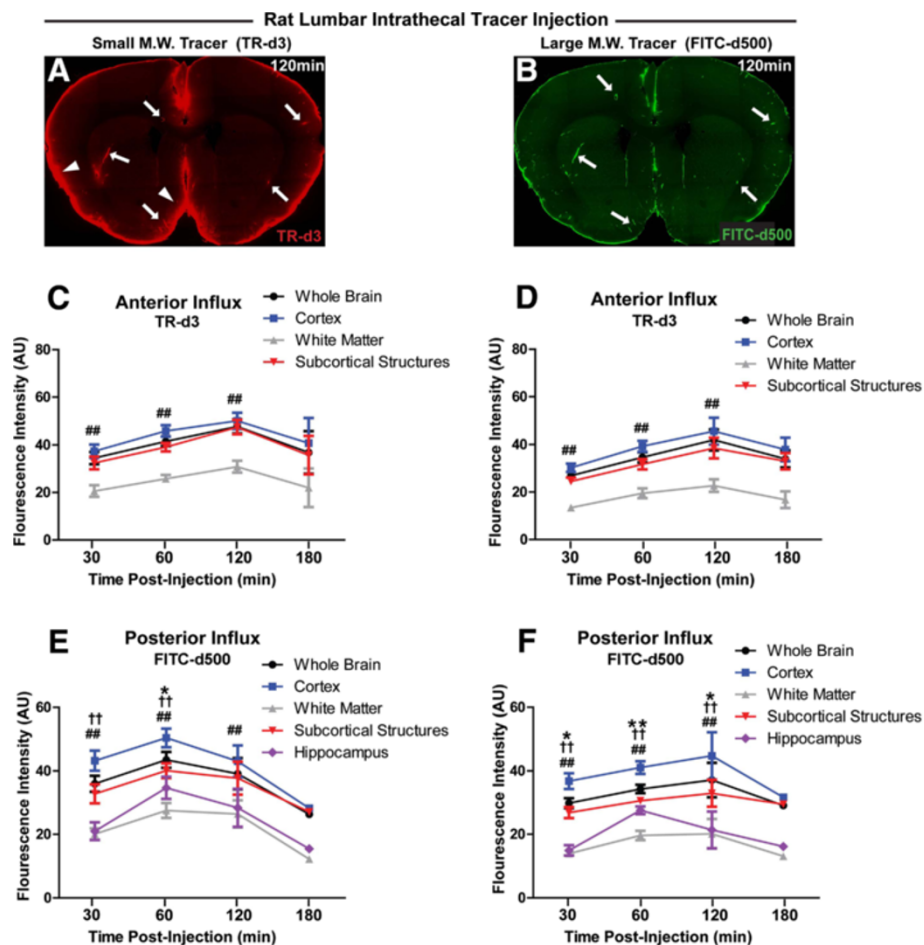 Rat Lumbar Intrathecal Tracer Injection
Small M.W. Tracer (TR-d3)
Large M.W. Tracer (FITC-d500)
A
120min
TR-d3
B
120min
FITC-d500
C
Anterior Influx
TR-d3
Whole Brain
Cortex
White Matter
Subcortical Structures
Flourescence Intensity (AU)
80
60
40
20
0
##
##
##
30
60
120
180
Time Post-Injection (min)
D
Anterior Influx
TR-d3
Whole Brain
Cortex
White Matter
Subcortical Structures
Flourescence Intensity (AU)
80
60
40
20
0
##
##
##
30
60
120
180
Time Post-Injection (min)
E
Posterior Influx
FITC-d500
Whole Brain
Cortex
White Matter
Subcortical Structures
Hippocampus
Flourescence Intensity (AU)
80
60
40
20
0
††
##
*
††
##
##
30
60
120
180
Time Post-Injection (min)
F
Posterior Influx
FITC-d500
Whole Brain
Cortex
White Matter
Subcortical Structures
Hippocampus
Flourescence Intensity (AU)
80
60
40
20
0
*
††
##
**
††
##
*
††
##
30
60
120
180
Time Post-Injection (min)